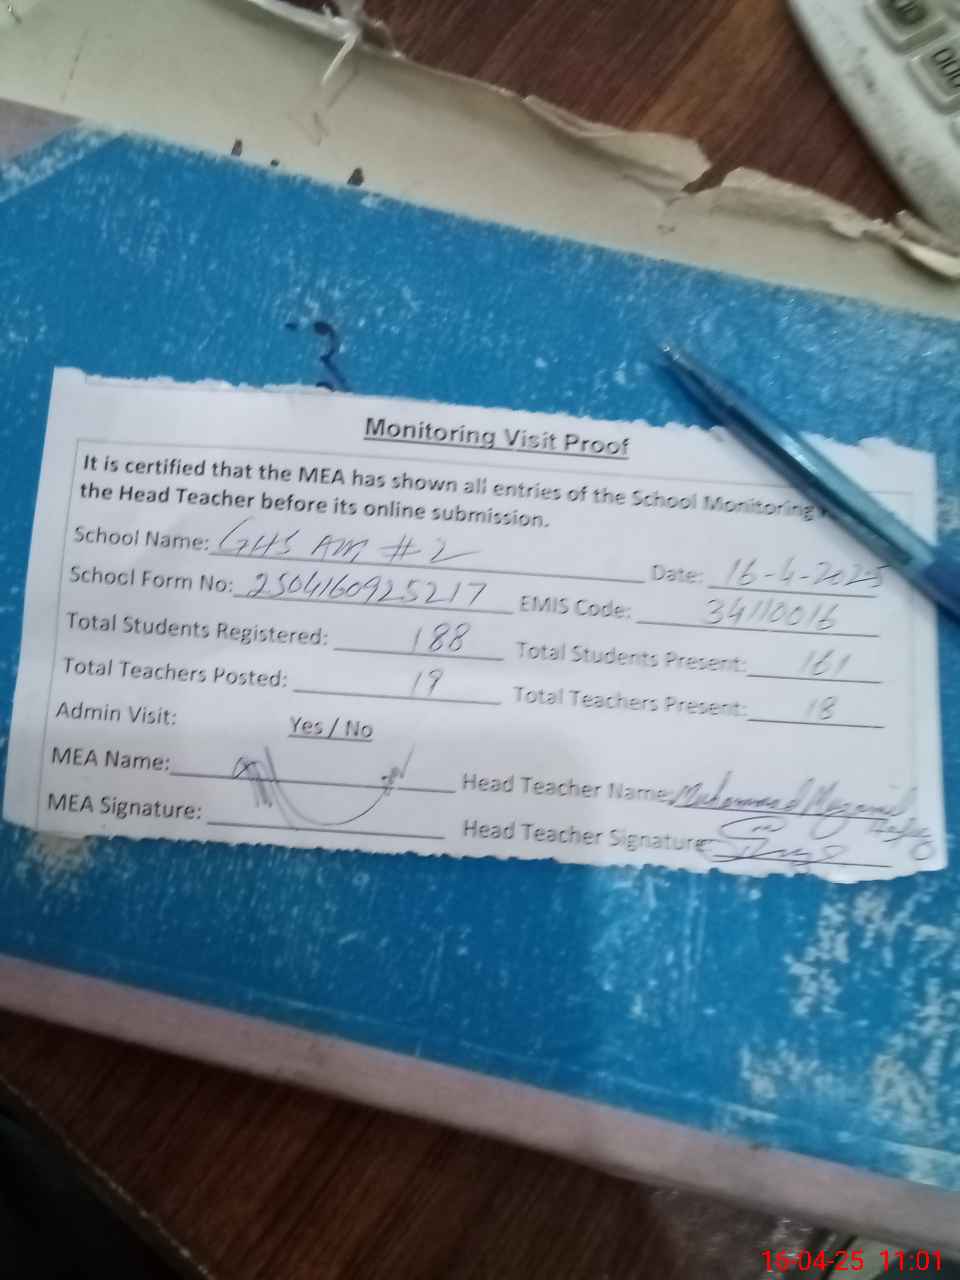 Monitoring Visit Proof
It is certified that the MEA has shown all entries of the School Monitoring
the Head Teacher before its online submission.
School Name: GHS AM # 2 Date: 16-4-2025
School Form No: 2504160925217 EMIS Code: 34110016
Total Students Registered: 188 Total Students Present: 161
Total Teachers Posted: 19 Total Teachers Present: 18
Admin Visit: Yes / No
MEA Name: Head Teacher Name: Muhammad
MEA Signature: Head Teacher Signature:
16-04-25 11:01